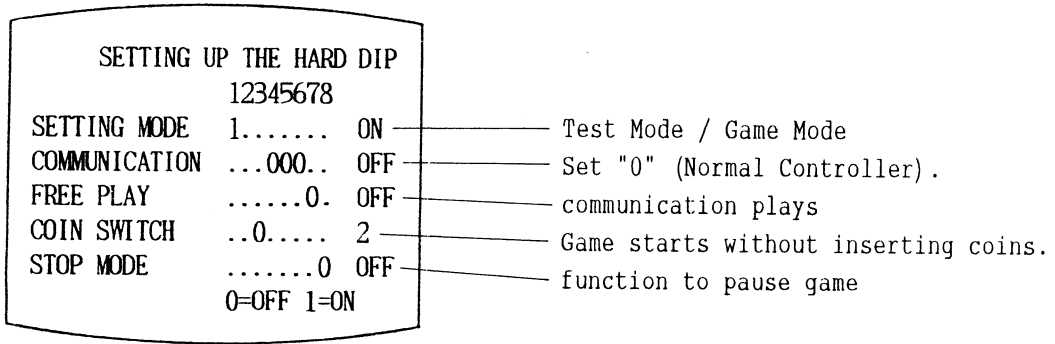 SETTING UP THE HARD DIP
12345678
SETTING MODE 1....... ON Test Mode / Game Mode
COMMUNICATION ...000.. OFF Set "0" (Normal Controller).
FREE PLAY ......0. OFF communication plays
COIN SWITCH ..0..... 2 Game starts without inserting coins.
STOP MODE .......0 OFF function to pause game
0=OFF 1=ON